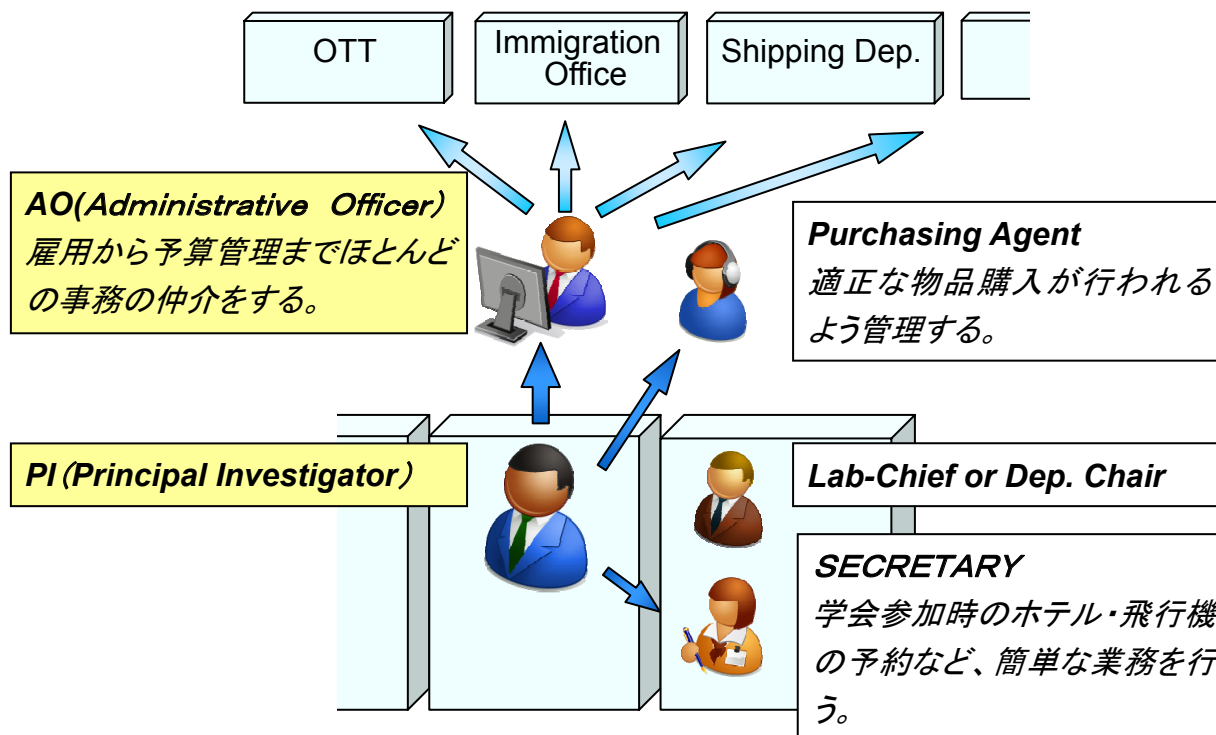 OTT
Immigration
Office
Shipping Dep.
AO(Administrative Officer)
雇用から予算管理までほとんど
の事務の仲介をする。
Purchasing Agent
適正な物品購入が行われる
よう管理する。
PI(Principal Investigator)
Lab-Chief or Dep. Chair
SECRETARY
学会参加時のホテル・飛行機
の予約など、簡単な業務を行
う。